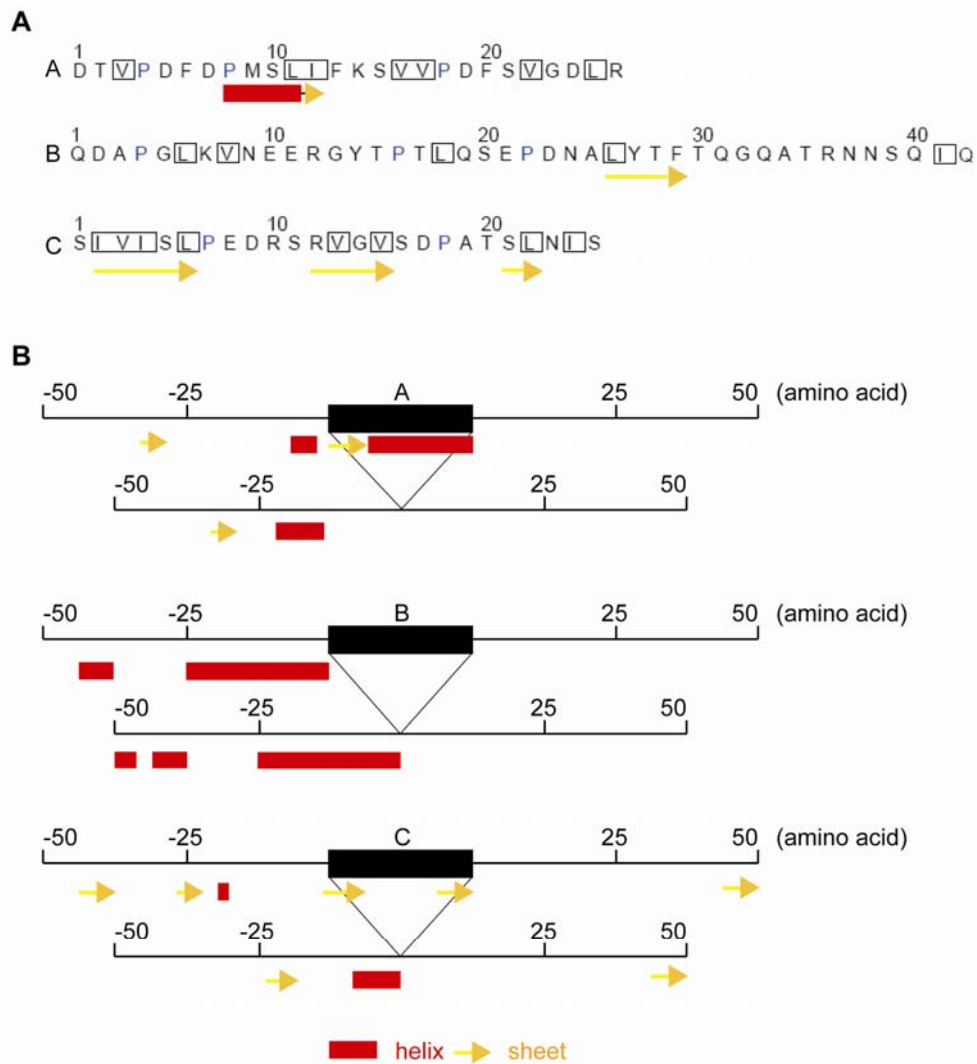 A
1 10 20
A D T V P D F D P M S L I F K S V V P D F S V G D L R
1 10 20 30 40
B Q D A P G L K V N E E R G Y T P T L Q S E P D N A L Y T F T Q G Q A T R N N S Q I Q
1 10 20
C S I V I S L P E D R S R V G V S D P A T S L N I S
B
-50 -25 A 25 50 (amino acid)
-50 -25 25 50
-50 -25 B 25 50 (amino acid)
-50 -25 25 50
-50 -25 C 25 50 (amino acid)
-50 -25 25 50
helix sheet